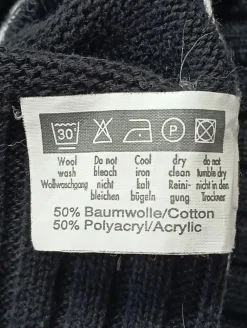 30° P
Wool Do not Cool dry do not
wash bleach iron clean tumble dry
Wollwaschgang nicht kalt Reini- nicht in den
bleichen bügeln gung Trockner
50% Baumwolle/Cotton
50% Polyacryl/Acrylic